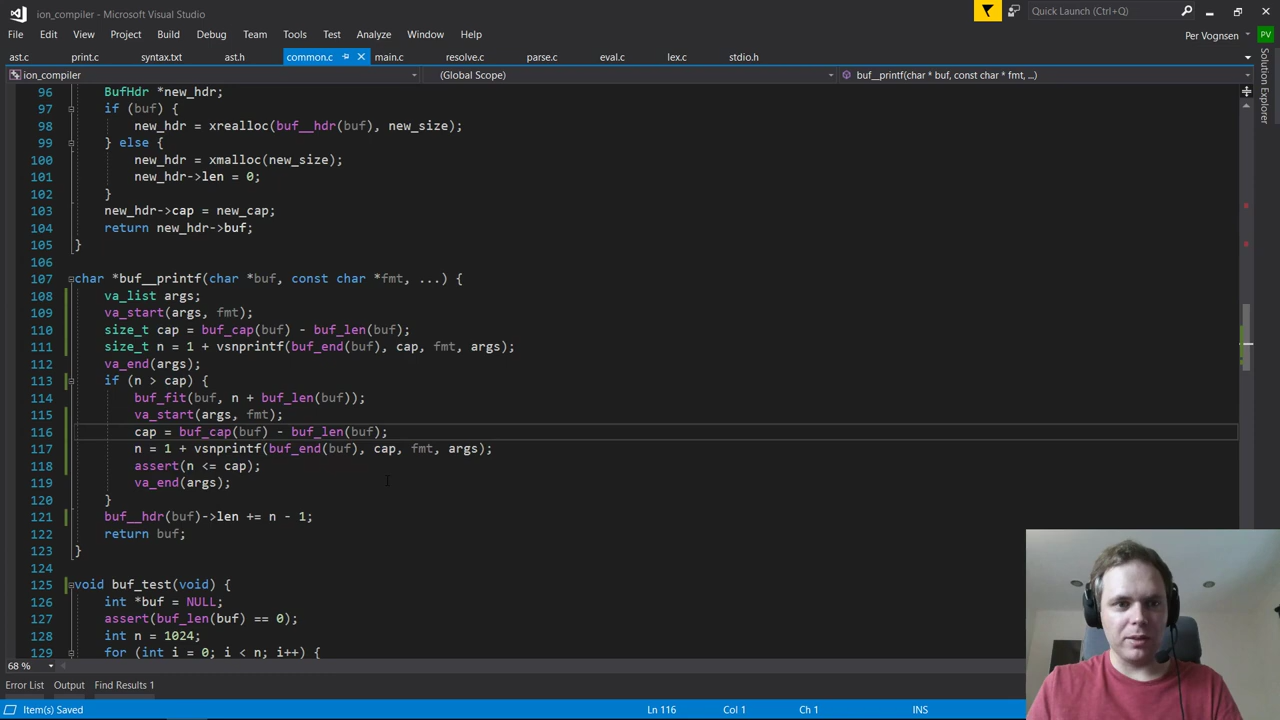 ion_compiler - Microsoft Visual Studio
Quick Launch (Ctrl+Q)
File Edit View Project Build Debug Team Tools Test Analyze Window Help
Per Vognsen PV
ast.c print.c syntax.txt ast.h common.c main.c resolve.c parse.c eval.c lex.c stdio.h
Solution Explorer
ion_compiler (Global Scope) buf__printf(char * buf, const char * fmt, ...)
96 BufHdr *new_hdr;
97 if (buf) {
98 new_hdr = xrealloc(buf__hdr(buf), new_size);
99 } else {
100 new_hdr = xmalloc(new_size);
101 new_hdr->len = 0;
102 }
103 new_hdr->cap = new_cap;
104 return new_hdr->buf;
105 }
106
107 char *buf__printf(char *buf, const char *fmt, ...) {
108 va_list args;
109 va_start(args, fmt);
110 size_t cap = buf_cap(buf) - buf_len(buf);
111 size_t n = 1 + vsnprintf(buf_end(buf), cap, fmt, args);
112 va_end(args);
113 if (n > cap) {
114 buf_fit(buf, n + buf_len(buf));
115 va_start(args, fmt);
116 cap = buf_cap(buf) - buf_len(buf);
117 n = 1 + vsnprintf(buf_end(buf), cap, fmt, args);
118 assert(n <= cap);
119 va_end(args);
120 }
121 buf__hdr(buf)->len += n - 1;
122 return buf;
123 }
124
125 void buf_test(void) {
126 int *buf = NULL;
127 assert(buf_len(buf) == 0);
128 int n = 1024;
129 for (int i = 0; i < n; i++) {
68 %
Error List Output Find Results 1
Item(s) Saved Ln 116 Col 1 Ch 1 INS